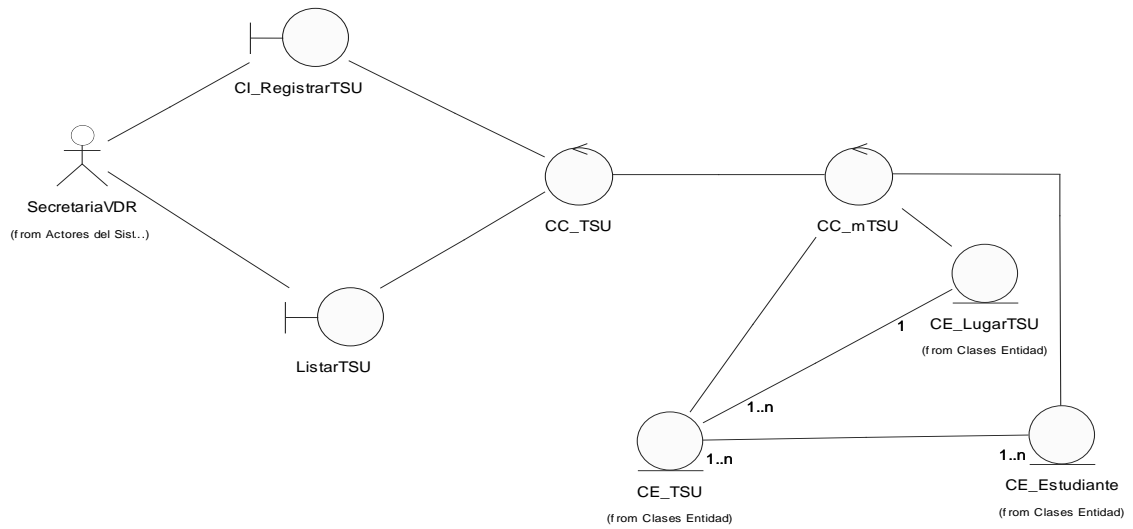 CI_RegistrarTSU
SecretariaVDR
(from Actores del Sist...)
CC_TSU
CC_mTSU
CE_LugarTSU
(from Clases Entidad)
1
ListarTSU
1..n
1..n
1..n
CE_TSU
(from Clases Entidad)
CE_Estudiante
(from Clases Entidad)